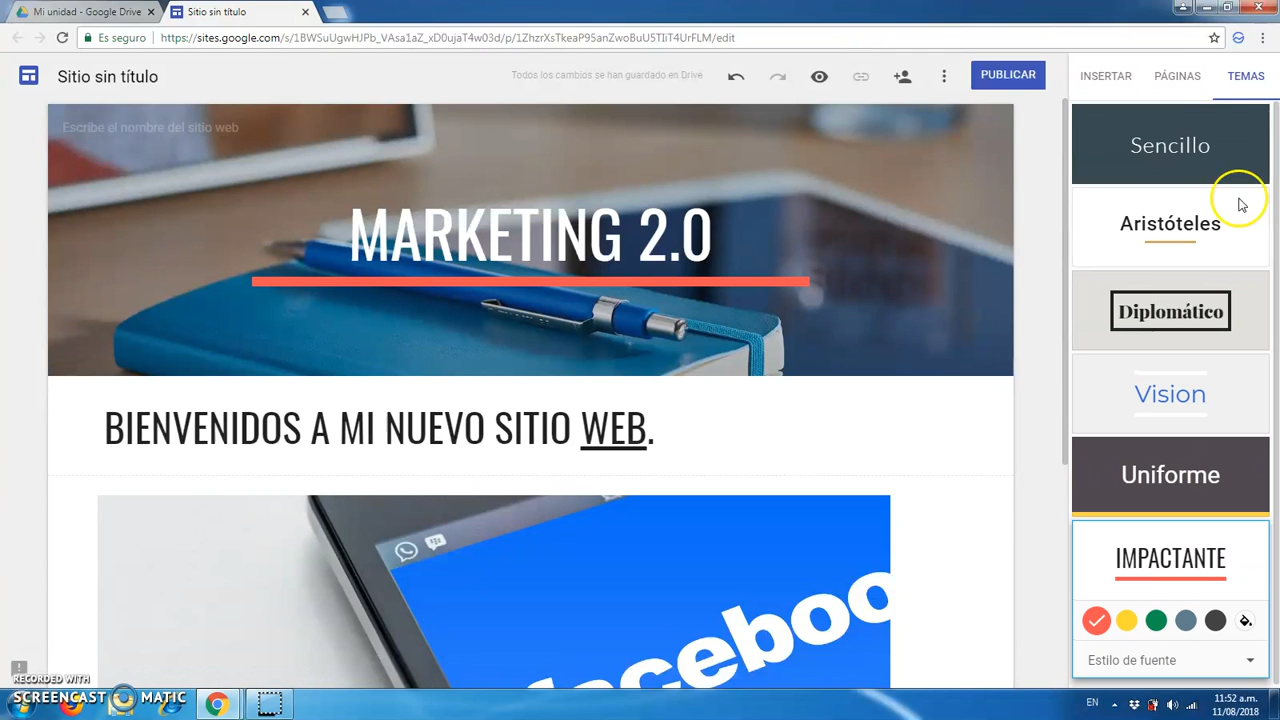 Mi unidad - Google Drive
Sitio sin título
Es seguro
https://sites.google.com/s/1BWSuUgwHJPb_VAsa1aZ_xD0ujaT4w03d/p/1ZhzrXsTkeaP95anZwoBuU5TIiT4UrFLM/edit
Sitio sin título
Todos los cambios se han guardado en Drive
PUBLICAR
INSERTAR
PÁGINAS
TEMAS
Escribe el nombre del sitio web
MARKETING 2.0
BIENVENIDOS A MI NUEVO SITIO WEB.
faceboo
Sencillo
Aristóteles
Diplomático
Vision
Uniforme
IMPACTANTE
Estilo de fuente
RECORDED WITH
SCREENCAST MATIC
EN
11:52 a.m.
11/08/2018